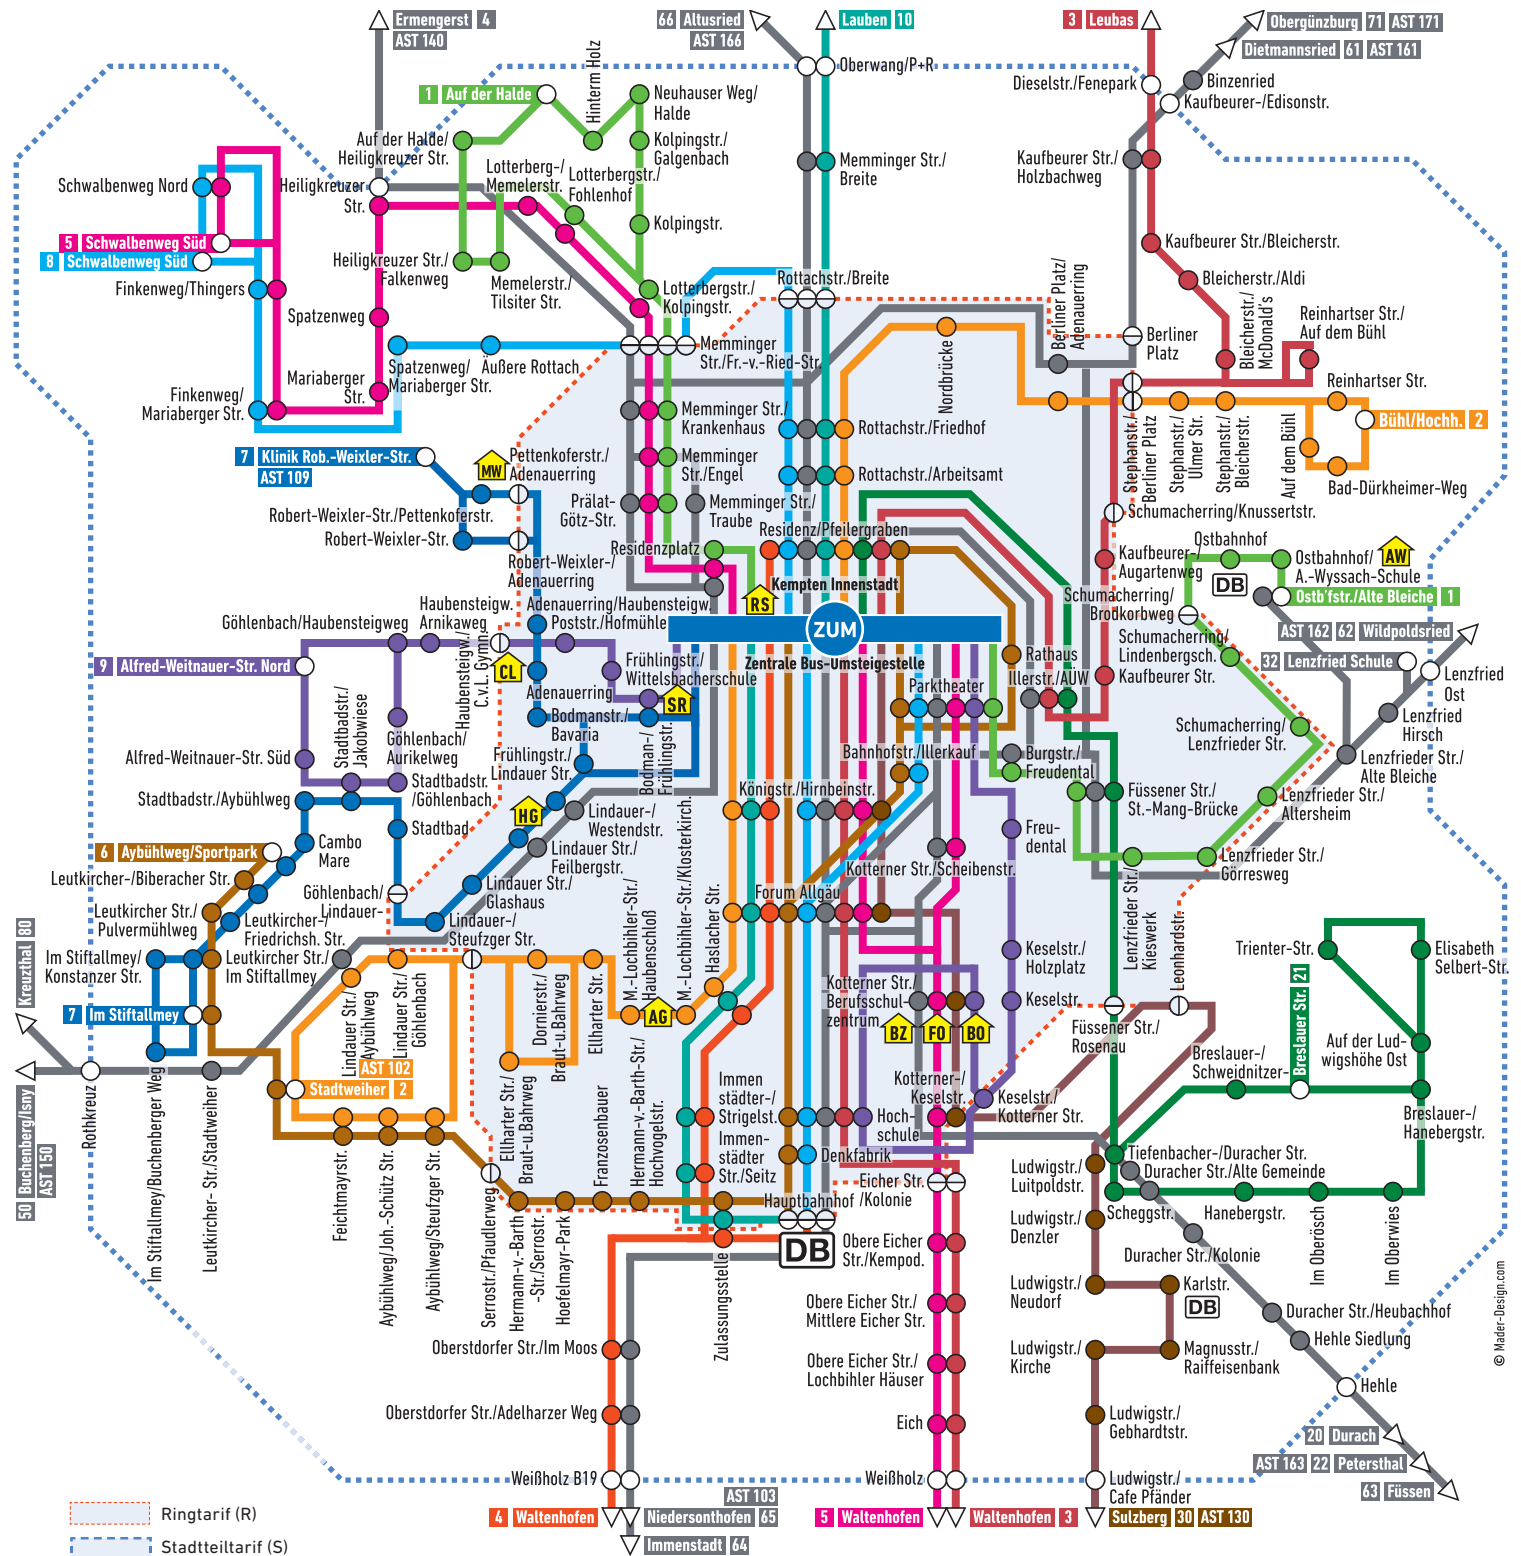 Ermengerst 4
AST 140
66 Altusried
AST 166
Lauben 10
3 Leubas
Obergünzburg 71 AST 171
Dietmannsried 61 AST 161
Oberwang/P+R
Dieselstr./Fenepark
Binzenried
Kaufbeurer-/Edisonstr.
1 Auf der Halde
Hinterm Holz
Neuhauser Weg/
Halde
Auf der Halde/
Heiligkreuzer Str.
Kolpingstr./
Galgenbach
Memminger Str./
Breite
Kaufbeurer Str./
Holzbachweg
Lotterberg-/
Memelerstr.
Lotterbergstr./
Fohlenhof
Schwalbenweg Nord
Heiligkreuzer
Str.
Kolpingstr.
5 Schwalbenweg Süd
8 Schwalbenweg Süd
Kaufbeurer Str./Bleicherstr.
Heiligkreuzer Str./
Falkenweg
Memelerstr./
Tilsiter Str.
Finkenweg/Thingers
Lotterbergstr./
Kolpingstr.
Rottachstr./Breite
Berliner Platz/
Adenauerring
Bleicherstr./Aldi
Bleicherstr./
McDonald's
Reinhartser Str./
Auf dem Bühl
Spatzenweg
Berliner
Platz
Memminger
Str./Fr.-v.-Ried-Str.
Spatzenweg/
Mariaberger Str.
Äußere Rottach
Mariaberger
Str.
Nordbrücke
Reinhartser Str.
Finkenweg/
Mariaberger Str.
Memminger Str./
Krankenhaus
Rottachstr./Friedhof
Stephanstr./
Berliner Platz
Stephanstr./
Ulmer Str.
Stephanstr./
Bleicherstr.
Auf dem Bühl
Bühl/Hochh. 2
7 Klinik Rob.-Weixler-Str.
AST 109
MW
Pettenkoferstr./
Adenauerring
Memminger
Str./Engel
Rottachstr./Arbeitsamt
Bad-Dürkheimer-Weg
Robert-Weixler-Str./Pettenkoferstr.
Prälat-
Götz-Str.
Memminger Str./
Traube
Schumacherring/Knussertstr.
Robert-Weixler-Str.
Residenzplatz
Residenz/Pfeilergraben
Robert-Weixler-/
Adenauerring
Kempten Innenstadt
Kaufbeurer-/
Augartenweg
Ostbahnhof
DB
Ostbahnhof/
A.-Wyssach-Schule
AW
Ostb'fstr./Alte Bleiche 1
RS
ZUM
Zentrale Bus-Umsteigestelle
Schumacherring/
Brodkorbweg
AST 162 62 Wildpoldsried
Göhlenbach/Haubensteigweg
Haubensteigw./
Arnikaweg
Adenauerring/Haubensteigw.
Poststr./Hofmühle
9 Alfred-Weitnauer-Str. Nord
Haubensteigw./
C.v.L. Gymn.
CL
Frühlingstr./
Wittelsbacherschule
Adenauerring
SR
Rathaus
Illerstr./AÜW
Schumacherring/
Lindenbergsch.
Kaufbeurer Str.
32 Lenzfried Schule
Lenzfried
Ost
Parktheater
Lenzfried
Hirsch
Stadtbadstr./
Jakobwiese
Göhlenbach/
Aurikelweg
Bodmanstr./
Bavaria
Bodman-/
Frühlingstr.
Schumacherring/
Lenzfrieder Str.
Alfred-Weitnauer-Str. Süd
Frühlingstr./
Lindauer Str.
Bahnhofstr./Illerkauf
Burgstr./
Freudental
Lenzfrieder Str./
Alte Bleiche
Stadtbadstr.
/Göhlenbach
Stadtbadstr./Aybühlweg
Königstr./Hirnbeinstr.
Füssener Str./
St.-Mang-Brücke
Lenzfrieder Str./
Altersheim
HG
Lindauer-/
Westendstr.
Stadtbad
Cambo
Mare
Freu-
dental
6 Aybühlweg/Sportpark
Lindauer Str./
Feilbergstr.
Kotterner Str./Scheibenstr.
Lenzfrieder Str./
Görresweg
Leutkircher-/Biberacher Str.
Göhlenbach/
Lindauer-
Lindauer Str./
Glashaus
Forum Allgäu
Leutkircher Str./
Pulvermühlweg
Leutkircher-/
Friedrichsh. Str.
Lindauer-/
Steufzger Str.
M.-Lochbihler-Str./
Haubenschloß
M.-Lochbihler-Str./Klosterkirch.
Haslacher Str.
Lenzfrieder Str./
Kieswerk
Leonhardstr.
Kreuzthal 80
Im Stiftallmey/
Konstanzer Str.
Leutkircher Str./
Im Stiftallmey
Keselstr./
Holzplatz
Trienter-Str.
Elisabeth
Selbert-Str.
7 Im Stiftallmey
Lindauer Str./
Aybühlweg
Lindauer Str./
Göhlenbach
Dornierstr./
Braut-u.Bahrweg
Ellharter Str.
AG
Kotterner Str./
Berufsschul-
zentrum
BZ
FO
BO
Keselstr.
Füssener Str./
Rosenau
Breslauer Str. 21
Breslauer-/
Schweidnitzer-
Auf der Lud-
wigshöhe Ost
AST 102
Stadtweiher 2
50 Buchenberg/Isny
AST 150
Rothkreuz
Im Stiftallmey/Buchenberger Weg
Leutkircher- Str./Stadtweiher
Ellharter Str./
Braut-u.Bahrweg
Franzosenhauer
Hermann-v.-Barth-Str./
Hochvogelstr.
Immen
städter-/
Strigelst.
Immen-
städter
Str./Seitz
Hoch-
schule
Kotterner-/
Keselstr.
Keselstr./
Kotterner Str.
Breslauer-/
Hanebergstr.
Denkfabrik
Tiefenbacher-/Duracher Str.
Duracher Str./Alte Gemeinde
Ludwigstr./
Luitpoldstr.
Eicher Str.
/Kolonie
Hauptbahnhof
DB
Feichtmayrstr.
Aybühlweg/Joh.-Schütz Str.
Aybühlweg/Steufzger Str.
Serrostr./Pfauderweg
Hermann-v.-Barth
-Str./Serrostr.
Hoefelmayr-Park
Zulassungsstelle
Ludwigstr./
Denzler
Scheggstr.
Hanebergstr.
Im Oberösch
Im Oberwies
Obere Eicher
Str./Kempod.
Duracher Str./Kolonie
Ludwigstr./
Neudorf
Karlstr.
DB
Obere Eicher Str./
Mittlere Eicher Str.
Duracher Str./Heubachhof
Hehle Siedlung
Oberstdorfer Str./Im Moos
Obere Eicher Str./
Lochbihler Häuser
Ludwigstr./
Kirche
Magnusstr./
Raiffeisenbank
Hehle
Oberstdorfer Str./Adelharzer Weg
Eich
Ludwigstr./
Gebhardtstr.
20 Durach
AST 163 22 Petersthal
63 Füssen
Weißholz B19
Weißholz
Ludwigstr./
Cafe Pfänder
AST 103
4 Waltenhofen
Niedersonthofen 65
Immenstadt 64
5 Waltenhofen
Waltenhofen 3
Sulzberg 30 AST 130
Ringtarif (R)
Stadtteiltarif (S)
© Mader-Design.com